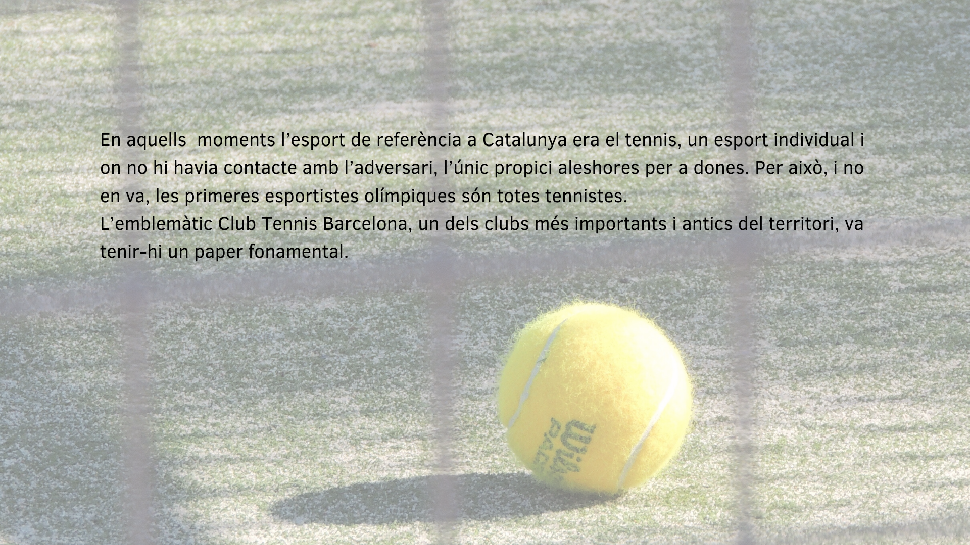 En aquells  moments l’esport de referència a Catalunya era el tennis, un esport individual i
on no hi havia contacte amb l’adversari, l’únic propici aleshores per a dones. Per això, i no
en va, les primeres esportistes olímpiques són totes tennistes.
L’emblemàtic Club Tennis Barcelona, un dels clubs més importants i antics del territori, va
tenir-hi un paper fonamental.